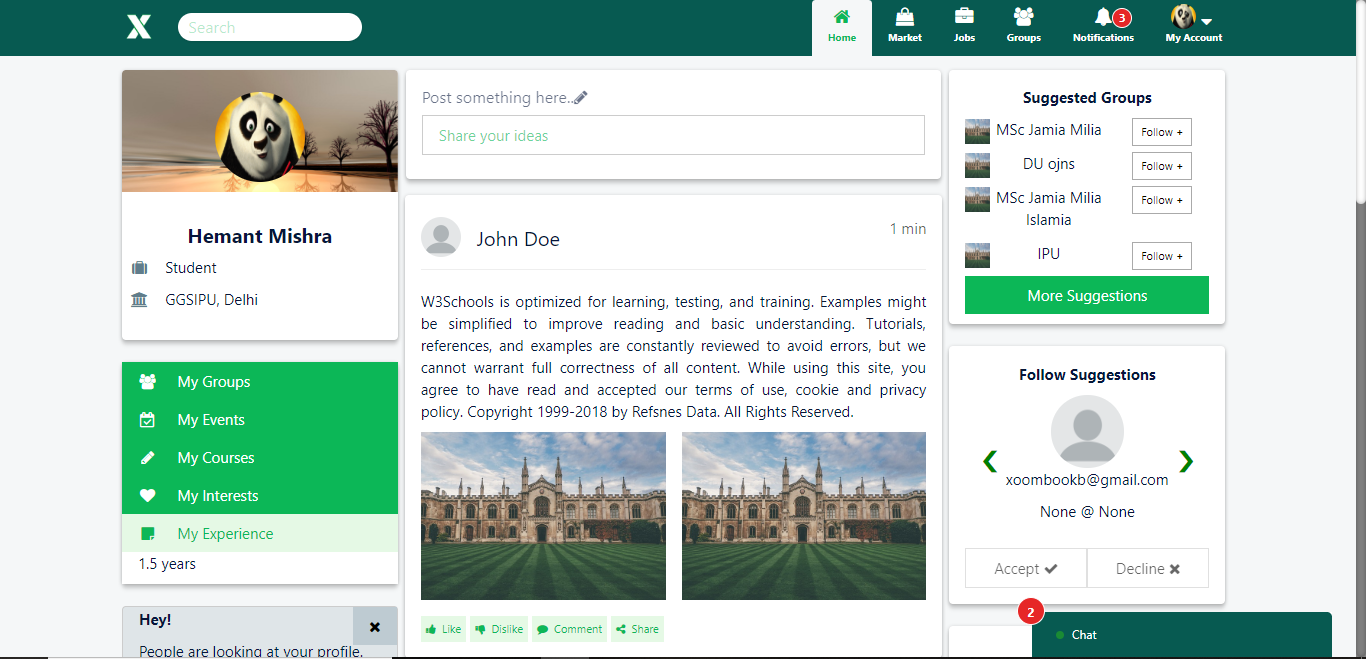 X
Search
Home
Market
Jobs
Groups
3
Notifications
My Account
Hemant Mishra
Student
GGSIPU, Delhi
My Groups
My Events
My Courses
My Interests
My Experience
1.5 years
Hey!
People are looking at your profile.
Post something here..
Share your ideas
John Doe
1 min
W3Schools is optimized for learning, testing, and training. Examples might
be simplified to improve reading and basic understanding. Tutorials,
references, and examples are constantly reviewed to avoid errors, but we
cannot warrant full correctness of all content. While using this site, you
agree to have read and accepted our terms of use, cookie and privacy
policy. Copyright 1999-2018 by Refsnes Data. All Rights Reserved.
Like
Dislike
Comment
Share
Suggested Groups
MSc Jamia Milia
Follow +
DU ojns
Follow +
MSc Jamia Milia
Islamia
Follow +
IPU
Follow +
More Suggestions
Follow Suggestions
xoombookb@gmail.com
None @ None
Accept
Decline
2
Chat